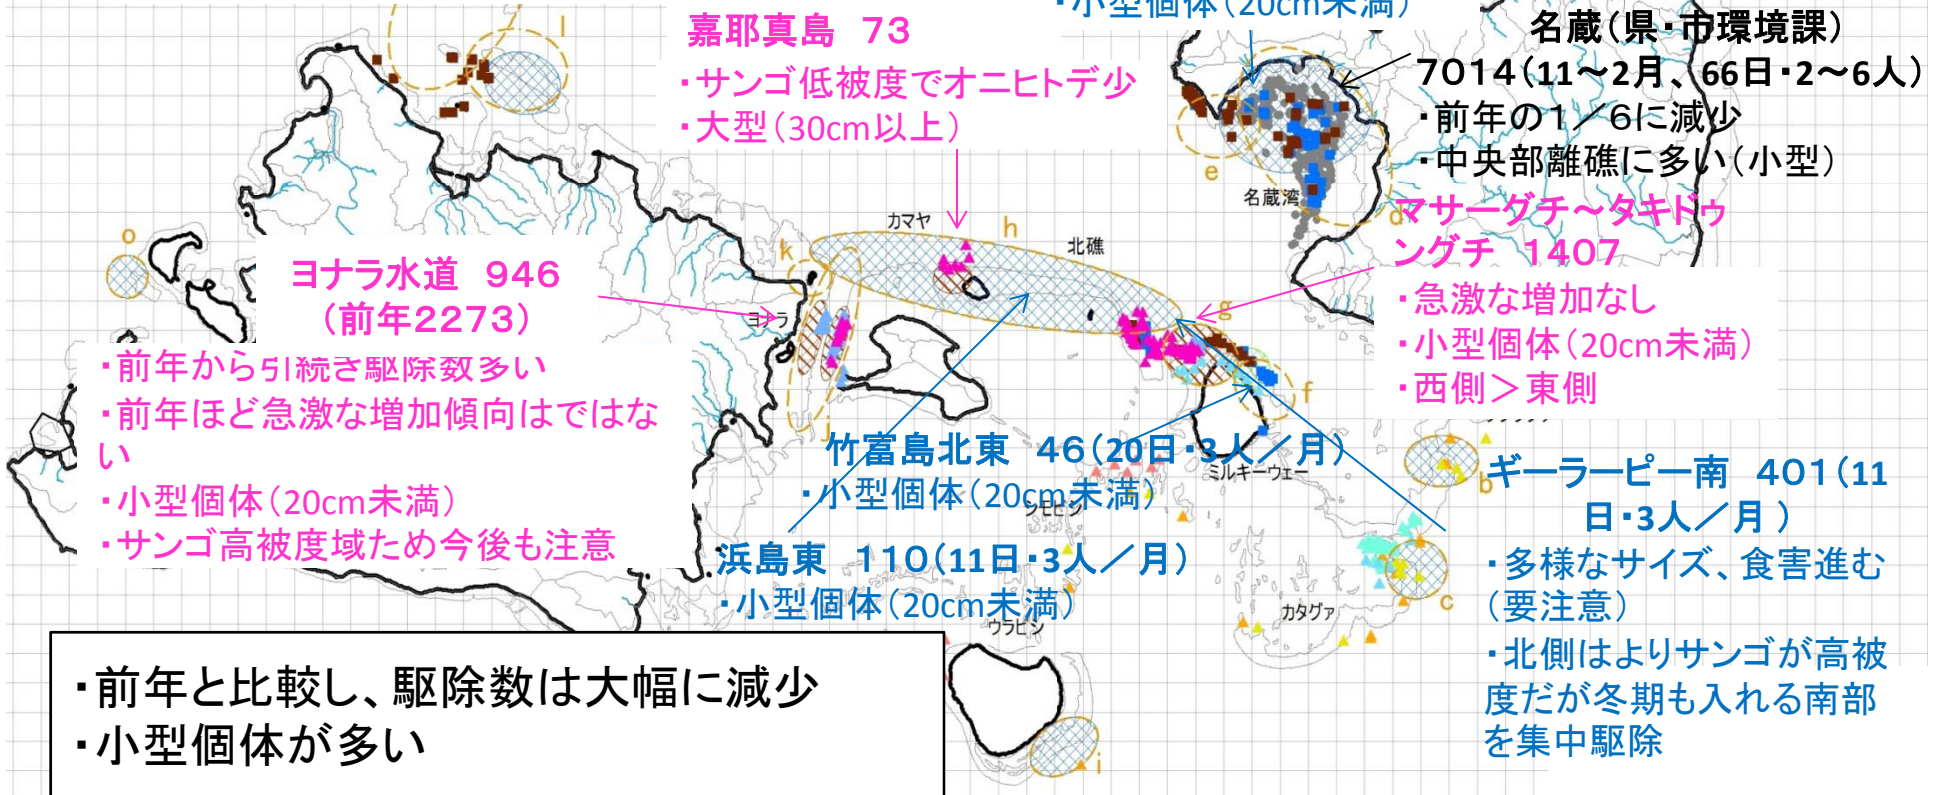 ・小型個体(20cm未満)
嘉耶真島 73
・サンゴ低被度でオニヒトデ少
・大型(30cm以上)
名蔵(県・市環境課)
7014(11～2月、66日・2～6人)
・前年の1/6に減少
・中央部離礁に多い(小型)
l
e
d
名蔵湾
マサーグチ～タキドゥ
ングチ 1407
・急激な増加なし
・小型個体(20cm未満)
・西側>東側
カマヤ
h
北礁
o
k
g
ヨナラ水道 946
(前年2273)
ヨナラ
・前年から引続き駆除数多い
・前年ほど急激な増加傾向はではな
い
・小型個体(20cm未満)
・サンゴ高被度域ため今後も注意
f
j
竹富島北東 46(20日・3人/月)
・小型個体(20cm未満)
ミルキーウェー
シモビシ
b
ギーラーピー南 401(11
日・3人/月)
・多様なサイズ、食害進む
(要注意)
・北側はよりサンゴが高被
度だが冬期も入れる南部
を集中駆除
浜島東 110(11日・3人/月)
・小型個体(20cm未満)
ウラビシ
カタグァ
c
i
・前年と比較し、駆除数は大幅に減少
・小型個体が多い